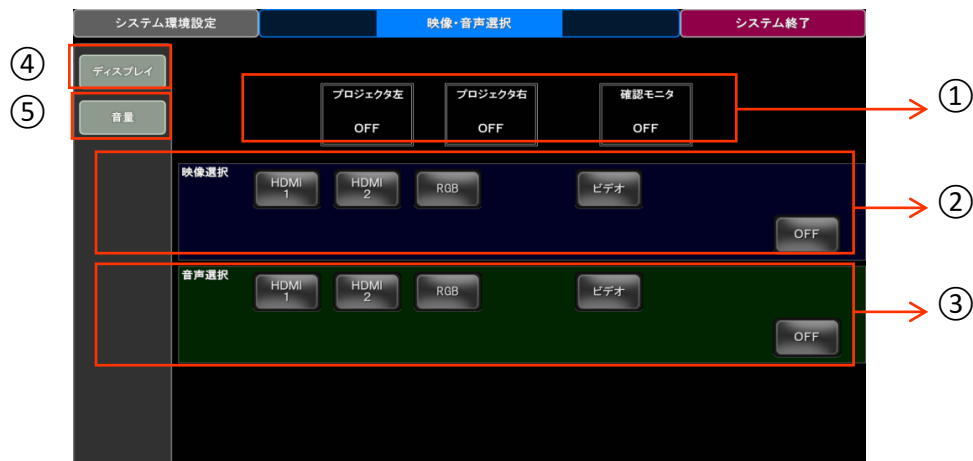 システム環境設定
映像・音声選択
システム終了
④
ディスプレイ
⑤
音量
プロジェクタ左
OFF
プロジェクタ右
OFF
確認モニタ
OFF
①
映像選択
HDMI
1
HDMI
2
RGB
ビデオ
OFF
②
音声選択
HDMI
1
HDMI
2
RGB
ビデオ
OFF
③